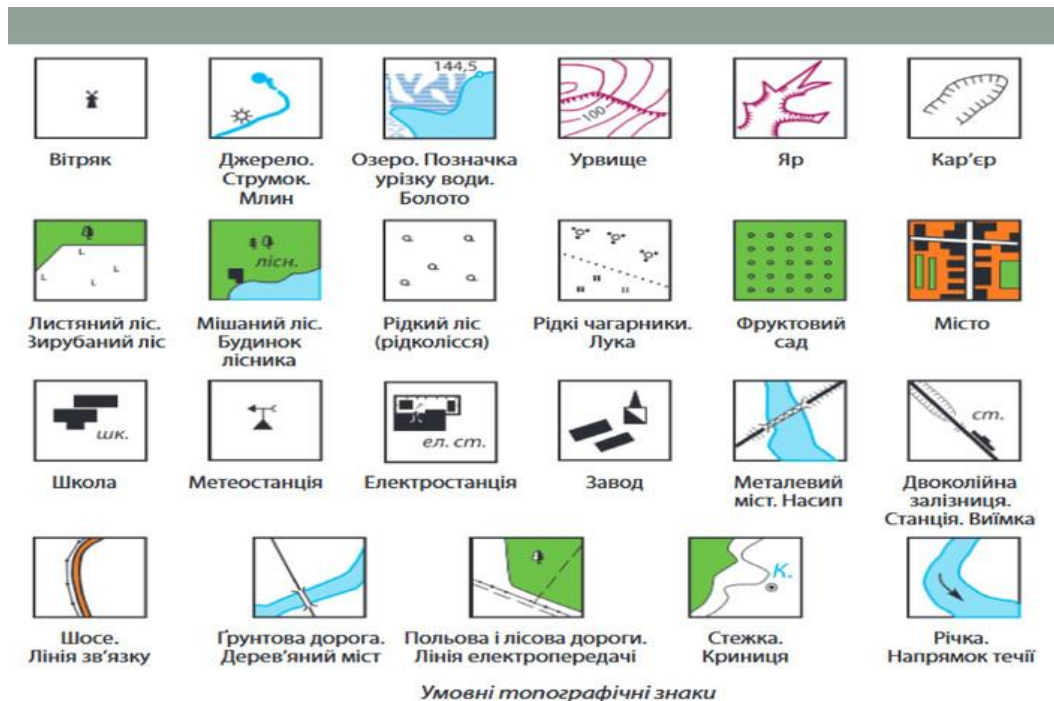 144,5
100
Вітряк
Джерело.
Струмок.
Млин
Озеро. Позначка
урізку води.
Болото
Урвище
Яр
Кар’єр
лісн.
Листяний ліс.
Зирубаний ліс
Мішаний ліс.
Будинок
лісника
Рідкий ліс
(рідколісся)
Рідкі чагарники.
Лука
Фруктовий
сад
Місто
шк.
ел. ст.
ст.
Школа
Метеостанція
Електростанція
Завод
Металевий
міст. Насип
Двоколійна
залізниця.
Станція. Виїмка
К.
Шосе.
Лінія зв’язку
Ґрунтова дорога.
Дерев’яний міст
Польова і лісова дороги.
Лінія електропередачі
Стежка.
Криниця
Річка.
Напрямок течії
Умовні топографічні знаки